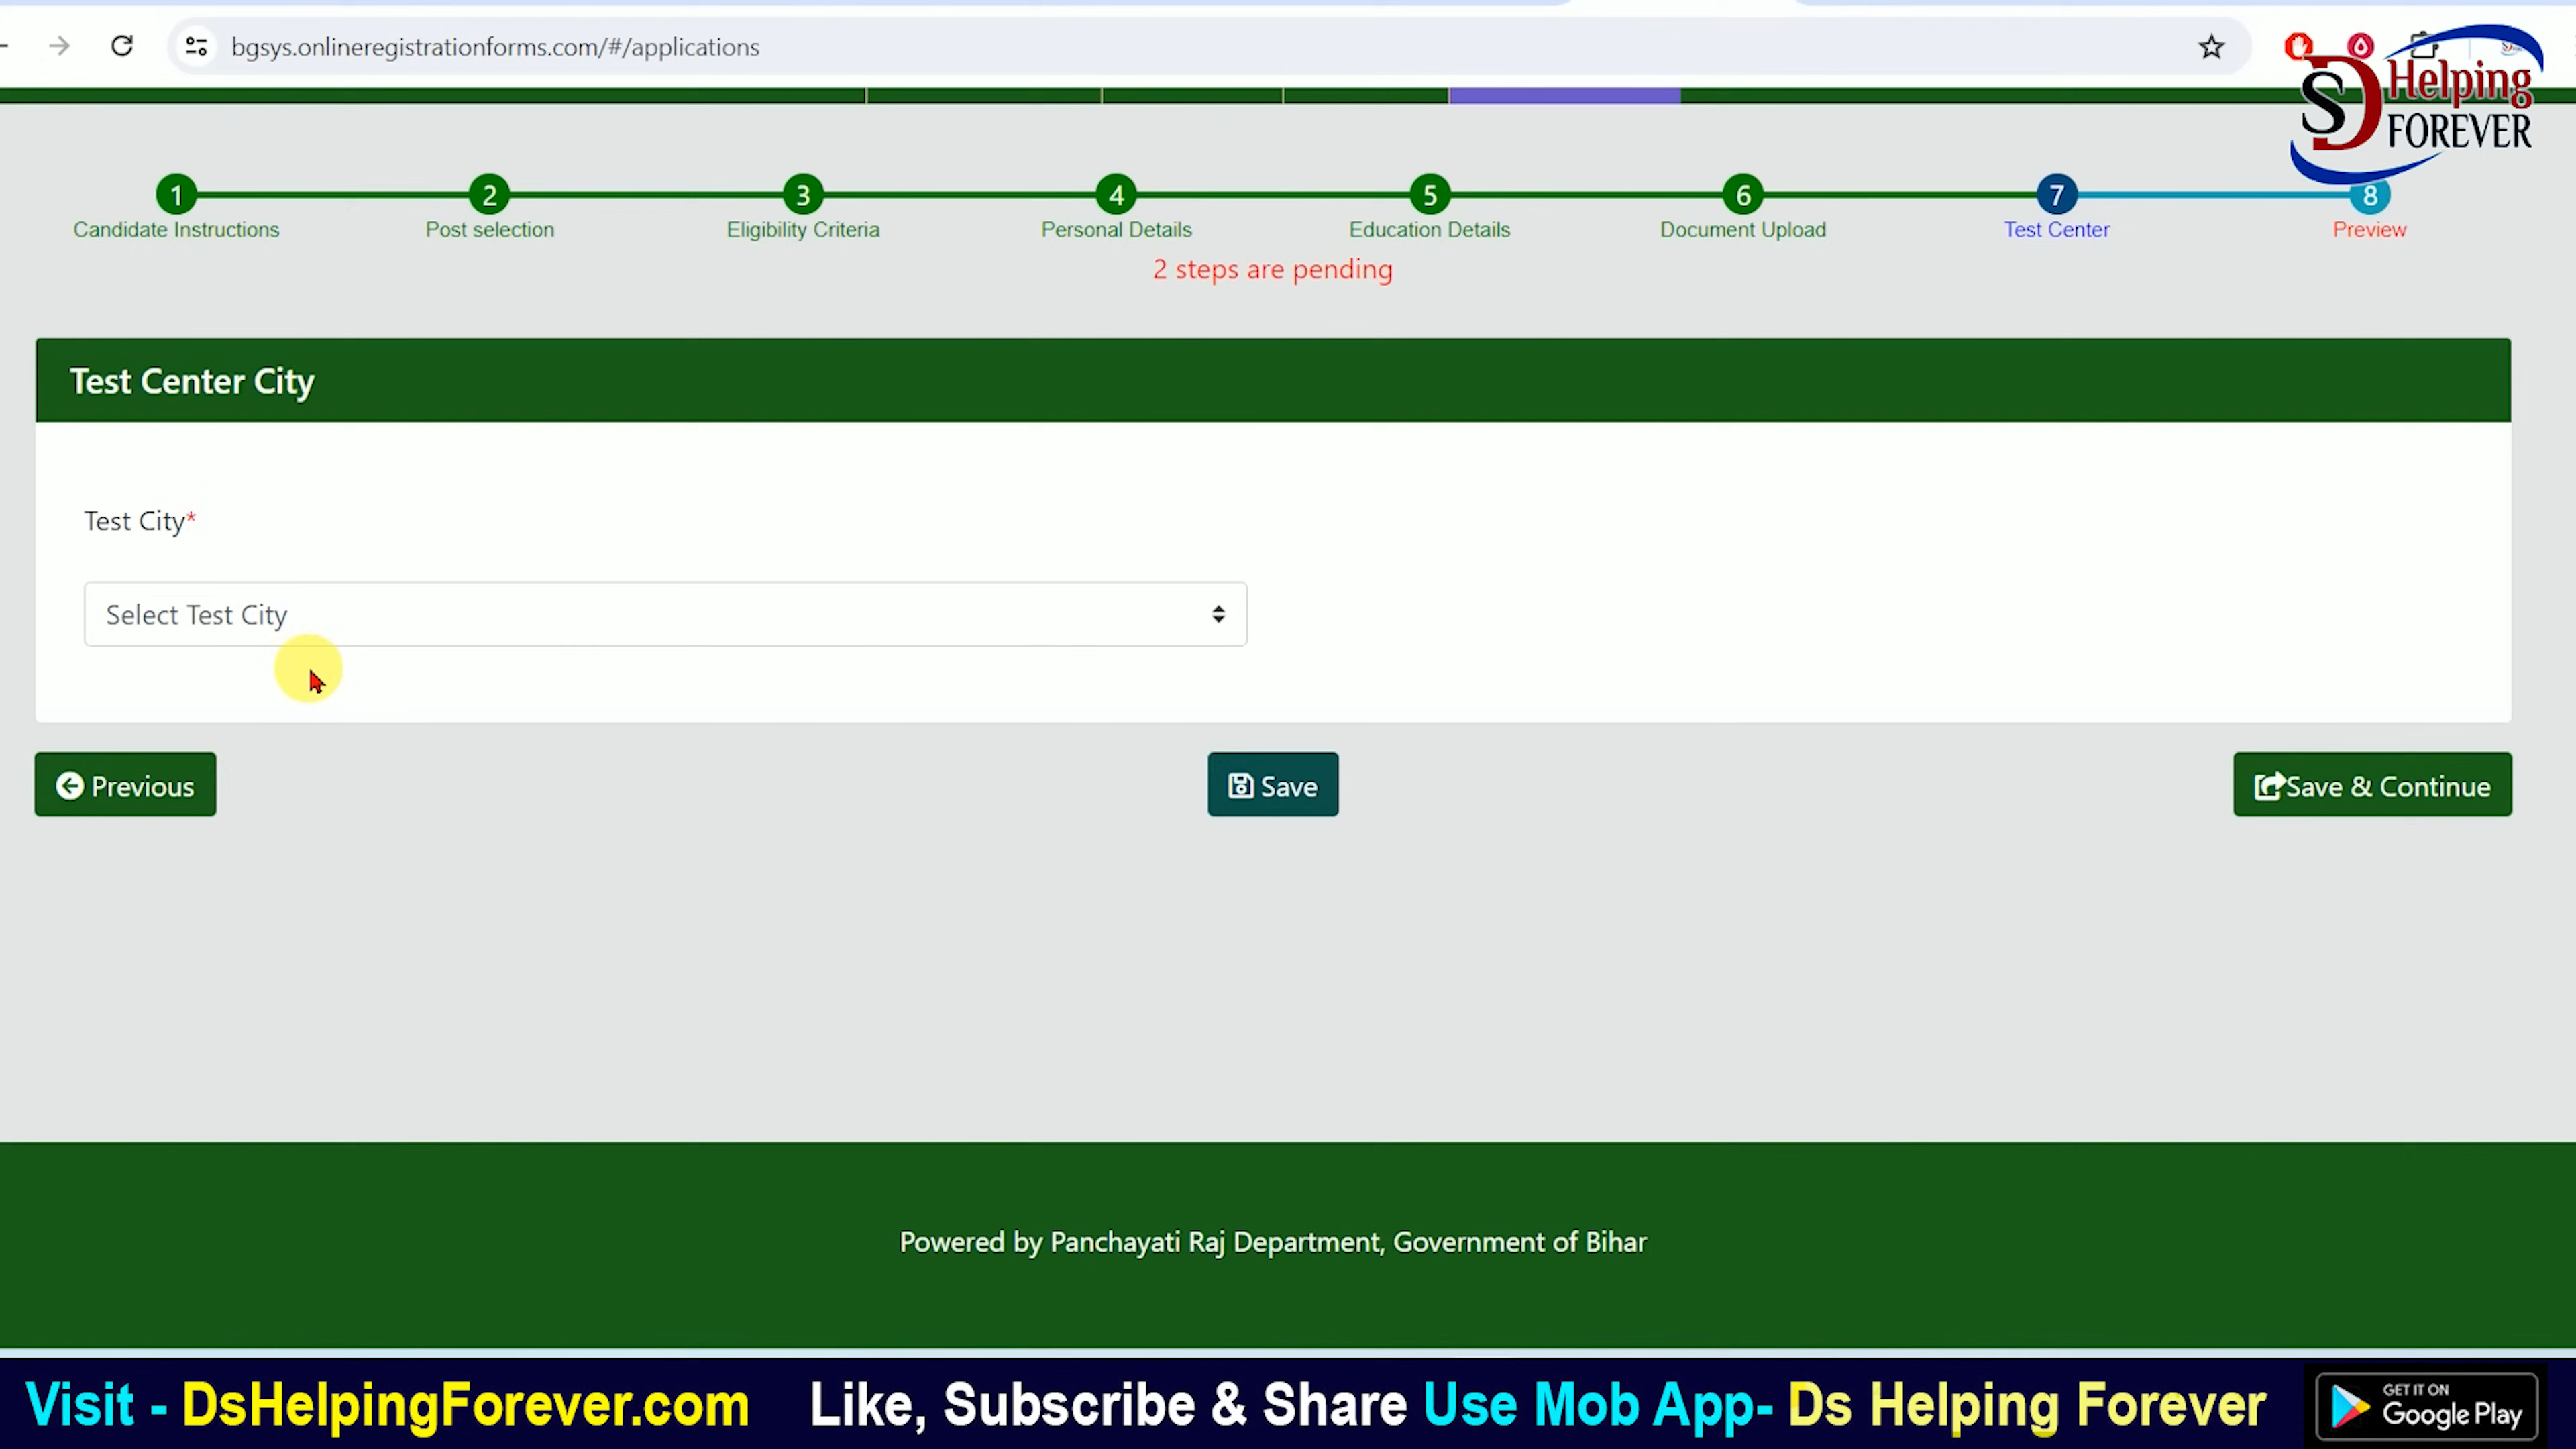 bgsys.onlineregistrationforms.com/#/applications
SD Helping
FOREVER
1 2 3 4 5 6 7 8
Candidate Instructions Post selection Eligibility Criteria Personal Details Education Details Document Upload Test Center Preview
2 steps are pending
Test Center City
Test City*
Select Test City
Previous Save Save & Continue
Powered by Panchayati Raj Department, Government of Bihar
Visit - DsHelpingForever.com Like, Subscribe & Share Use Mob App- Ds Helping Forever GET IT ON
Google Play